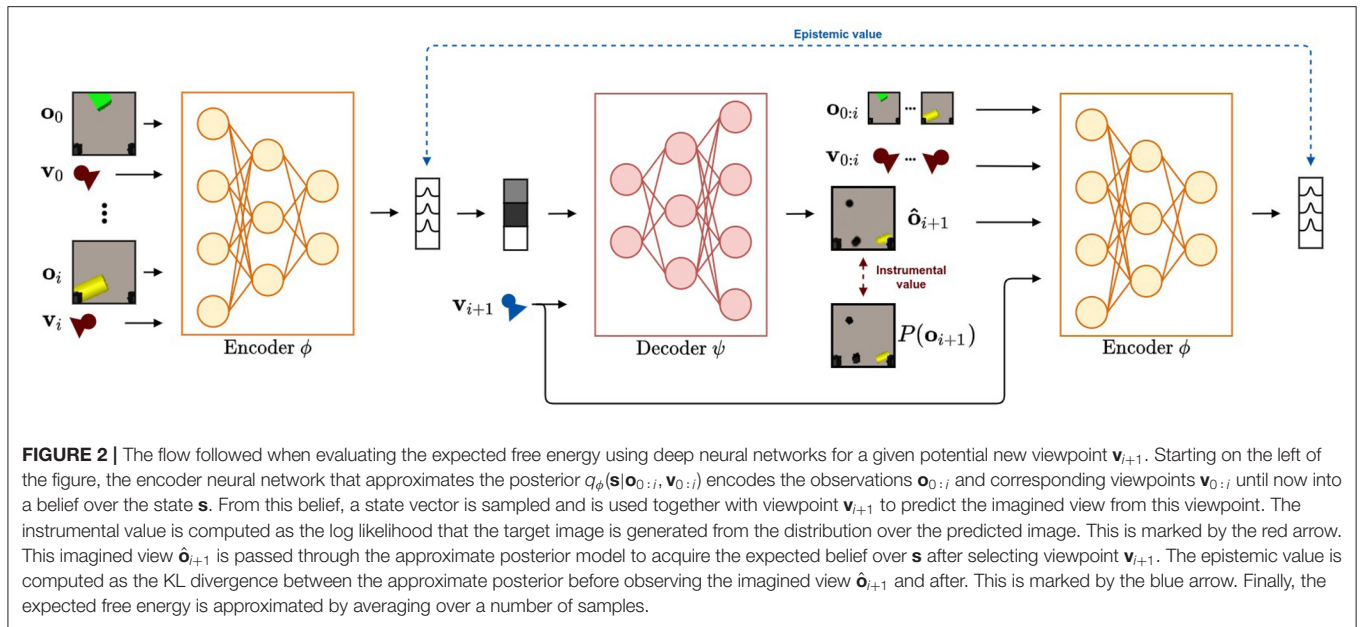 Epistemic value
o₀
v₀
⋮
oᵢ
vᵢ
Encoder ϕ
vᵢ₊₁
Decoder ψ
o₀:ᵢ ...
v₀:ᵢ ...
ôᵢ₊₁
Instrumental
value
P(oᵢ₊₁)
Encoder ϕ
FIGURE 2 | The flow followed when evaluating the expected free energy using deep neural networks for a given potential new viewpoint vᵢ₊₁. Starting on the left of
the figure, the encoder neural network that approximates the posterior qϕ(s|o₀:ᵢ, v₀:ᵢ) encodes the observations o₀:ᵢ and corresponding viewpoints v₀:ᵢ until now into
a belief over the state s. From this belief, a state vector is sampled and is used together with viewpoint vᵢ₊₁ to predict the imagined view from this viewpoint. The
instrumental value is computed as the log likelihood that the target image is generated from the distribution over the predicted image. This is marked by the red arrow.
This imagined view ôᵢ₊₁ is passed through the approximate posterior model to acquire the expected belief over s after selecting viewpoint vᵢ₊₁. The epistemic value is
computed as the KL divergence between the approximate posterior before observing the imagined view ôᵢ₊₁ and after. This is marked by the blue arrow. Finally, the
expected free energy is approximated by averaging over a number of samples.